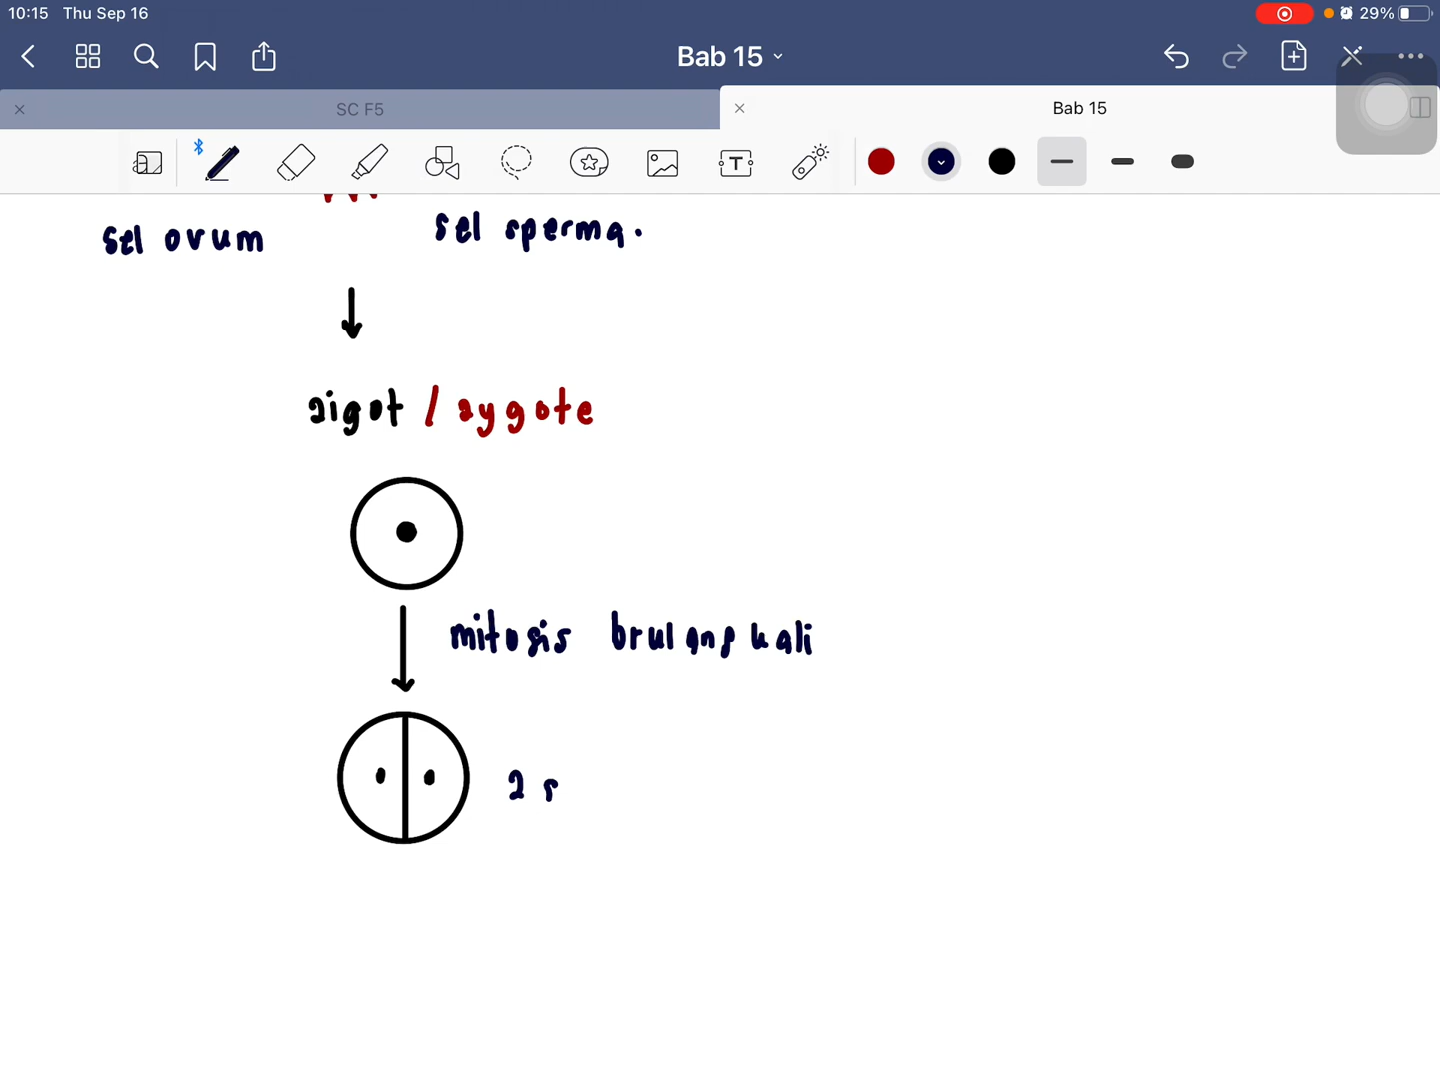 10:15 Thu Sep 16 29%
Bab 15
SC F5 Bab 15
T
sel ovum sel sperma.
zigot / zygote
mitosis brulang kali
2 s